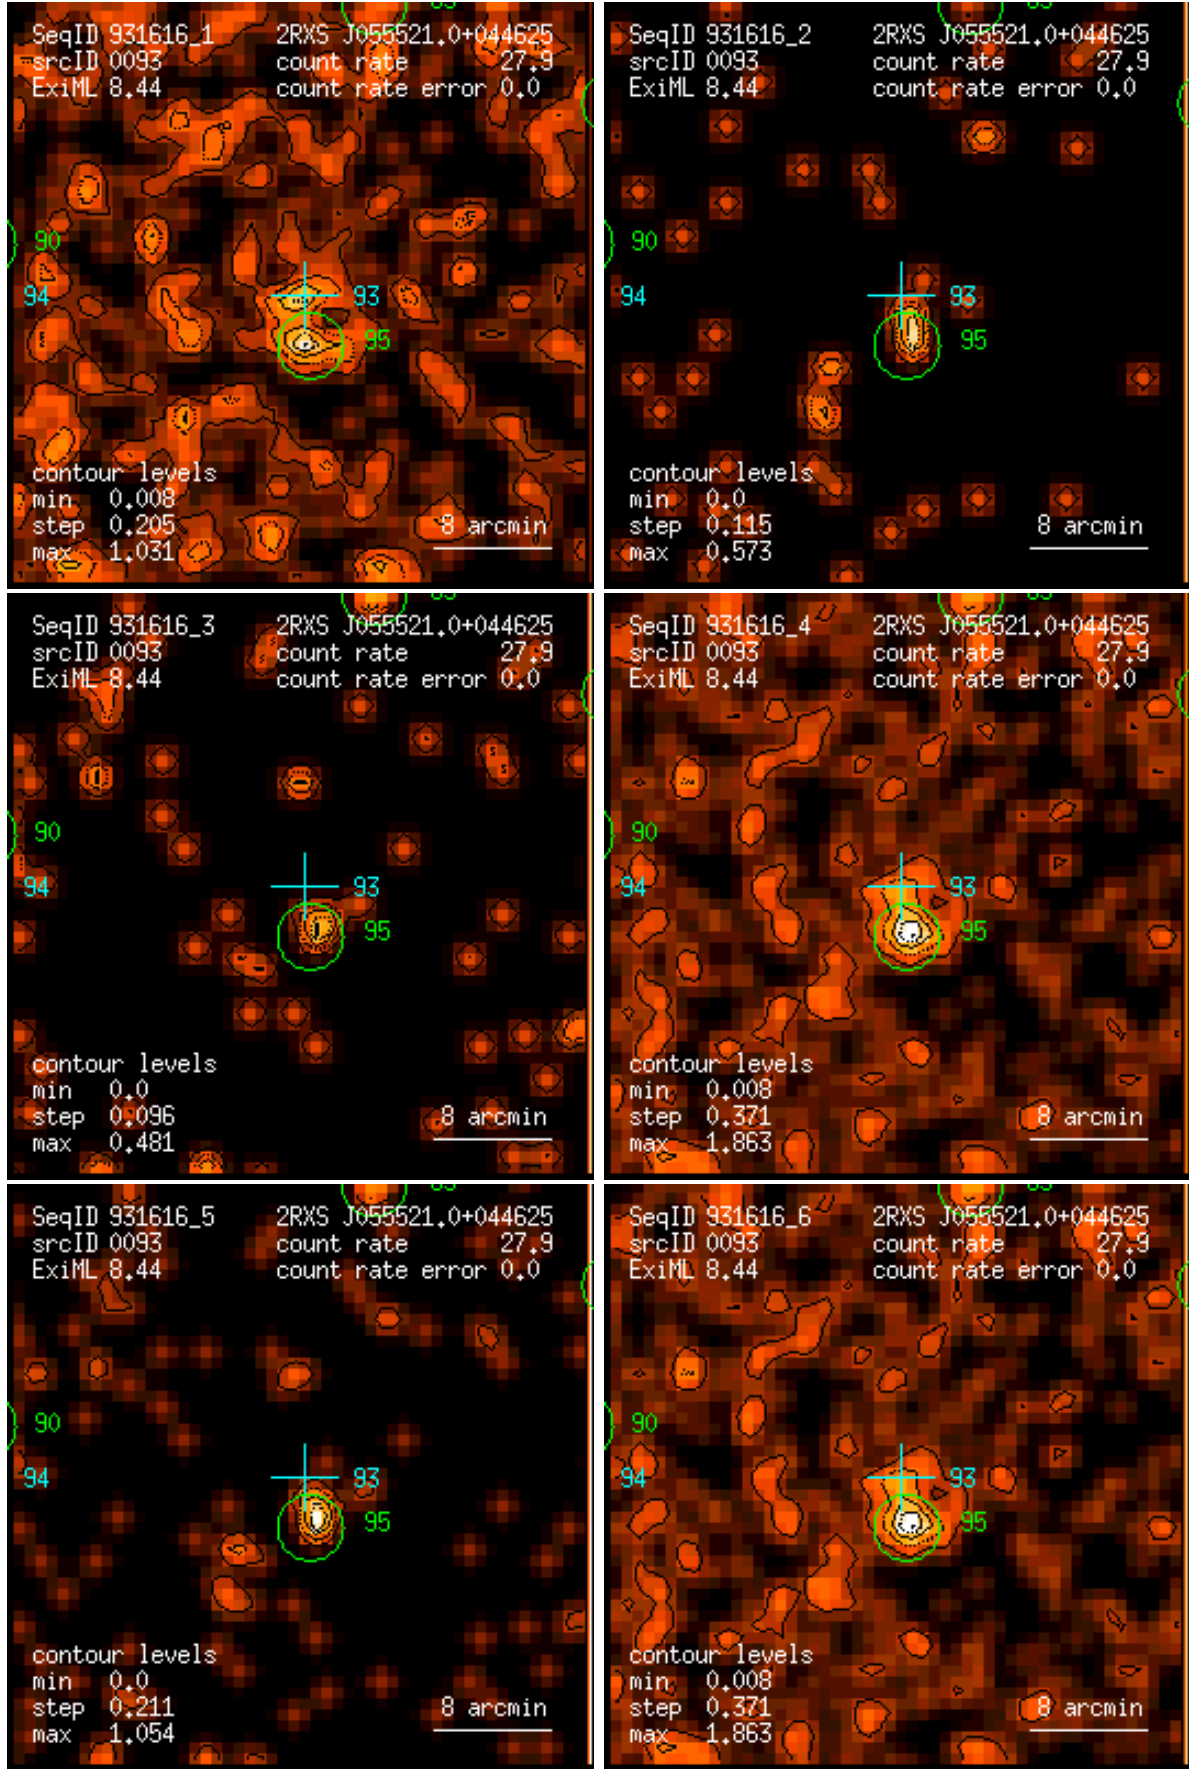 SeqID 931616_1 2RXS J055521.0+044625
srcID 0093 count rate 27.9
ExiML 8.44 count rate error 0.0
90
94 93
95
contour levels
min 0.008
step 0.205 8 arcmin
max 1.031
SeqID 931616_2 2RXS J055521.0+044625
srcID 0093 count rate 27.9
ExiML 8.44 count rate error 0.0
90
94 93
95
contour levels
min 0.0
step 0.115 8 arcmin
max 0.573
SeqID 931616_3 2RXS J055521.0+044625
srcID 0093 count rate 27.9
ExiML 8.44 count rate error 0.0
90
94 93
95
contour levels
min 0.0
step 0.096 8 arcmin
max 0.481
SeqID 931616_4 2RXS J055521.0+044625
srcID 0093 count rate 27.9
ExiML 8.44 count rate error 0.0
90
94 93
95
contour levels
min 0.008
step 0.371 8 arcmin
max 1.863
SeqID 931616_5 2RXS J055521.0+044625
srcID 0093 count rate 27.9
ExiML 8.44 count rate error 0.0
90
94 93
95
contour levels
min 0.0
step 0.211 8 arcmin
max 1.054
SeqID 931616_6 2RXS J055521.0+044625
srcID 0093 count rate 27.9
ExiML 8.44 count rate error 0.0
90
94 93
95
contour levels
min 0.008
step 0.371 8 arcmin
max 1.863